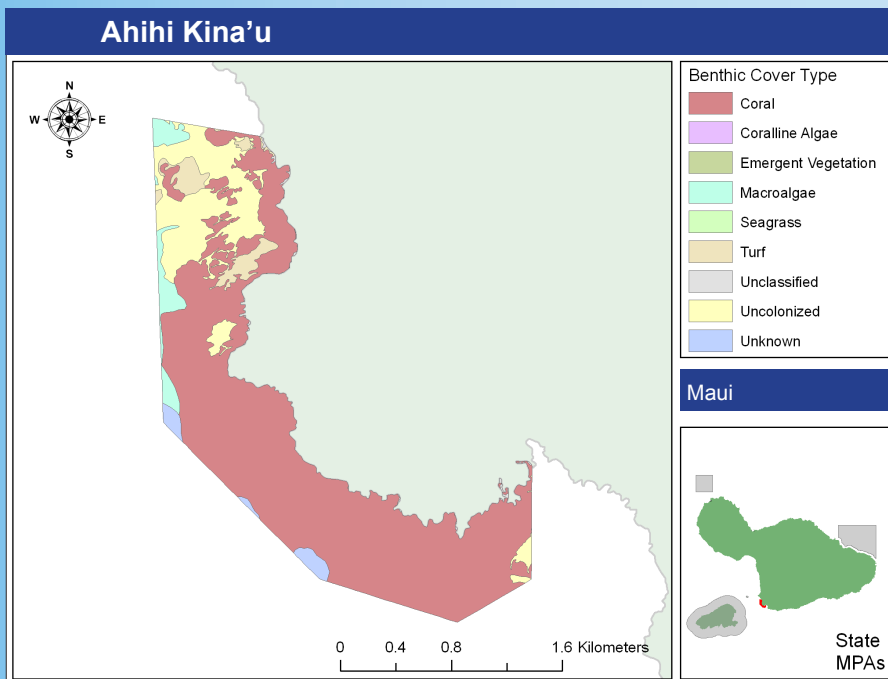 Ahihi Kina’u
N
W E
S
Benthic Cover Type
Coral
Coralline Algae
Emergent Vegetation
Macroalgae
Seagrass
Turf
Unclassified
Uncolonized
Unknown
Maui
0 0.4 0.8 1.6 Kilometers
State
MPAs